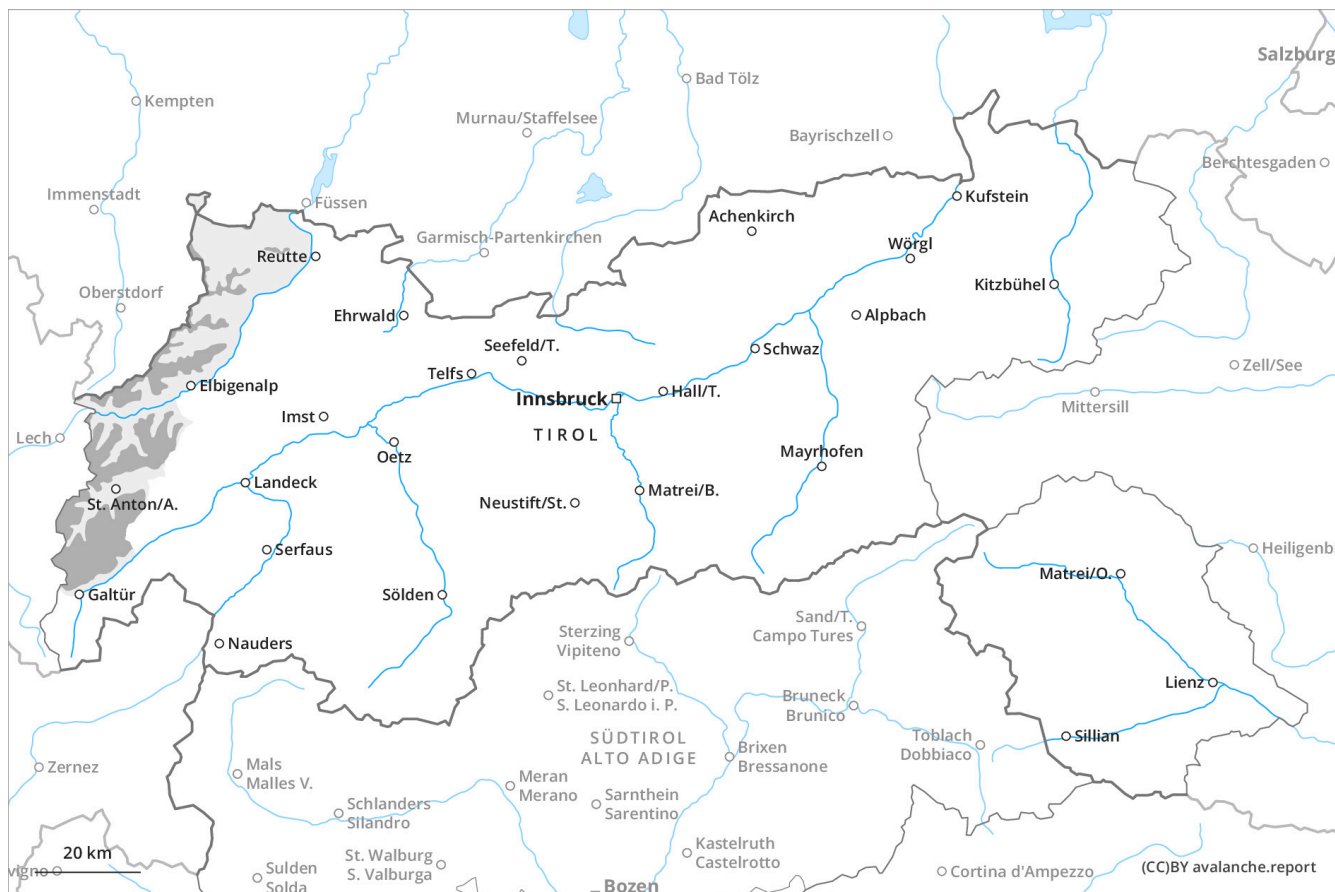 Salzburg
Bad Tölz
Kempten
Murnau/Staffelsee
Bayrischzell
Berchtesgaden
Immenstadt
Füssen
Kufstein
Achenkirch
Garmisch-Partenkirchen
Wörgl
Reutte
Kitzbühel
Oberstdorf
Ehrwald
Alpbach
Seefeld/T.
Schwaz
Zell/See
Telfs
Elbigenalp
Hall/T.
Innsbruck
Mittersill
Imst
TIROL
Lech
Oetz
Mayrhofen
Landeck
Matrei/B.
St. Anton/A.
Neustift/St.
Serfaus
Heiligenb
Matrei/O.
Galtür
Sölden
Sand/T.
Campo Tures
Sterzing
Vipiteno
Nauders
Lienz
St. Leonhard/P.
S. Leonardo i. P.
Bruneck
Brunico
SÜDTIROL
ALTO ADIGE
Toblach
Dobbiaco
Sillian
Brixen
Bressanone
Zernez
Mals
Malles V.
Meran
Merano
Sarnthein
Sarentino
Schlanders
Silandro
Kastelruth
Castelrotto
20 km
St. Walburg
S. Valburga
vigno
Sulden
Solda
Cortina d'Ampezzo
(CC)BY avalanche.report
Bozen